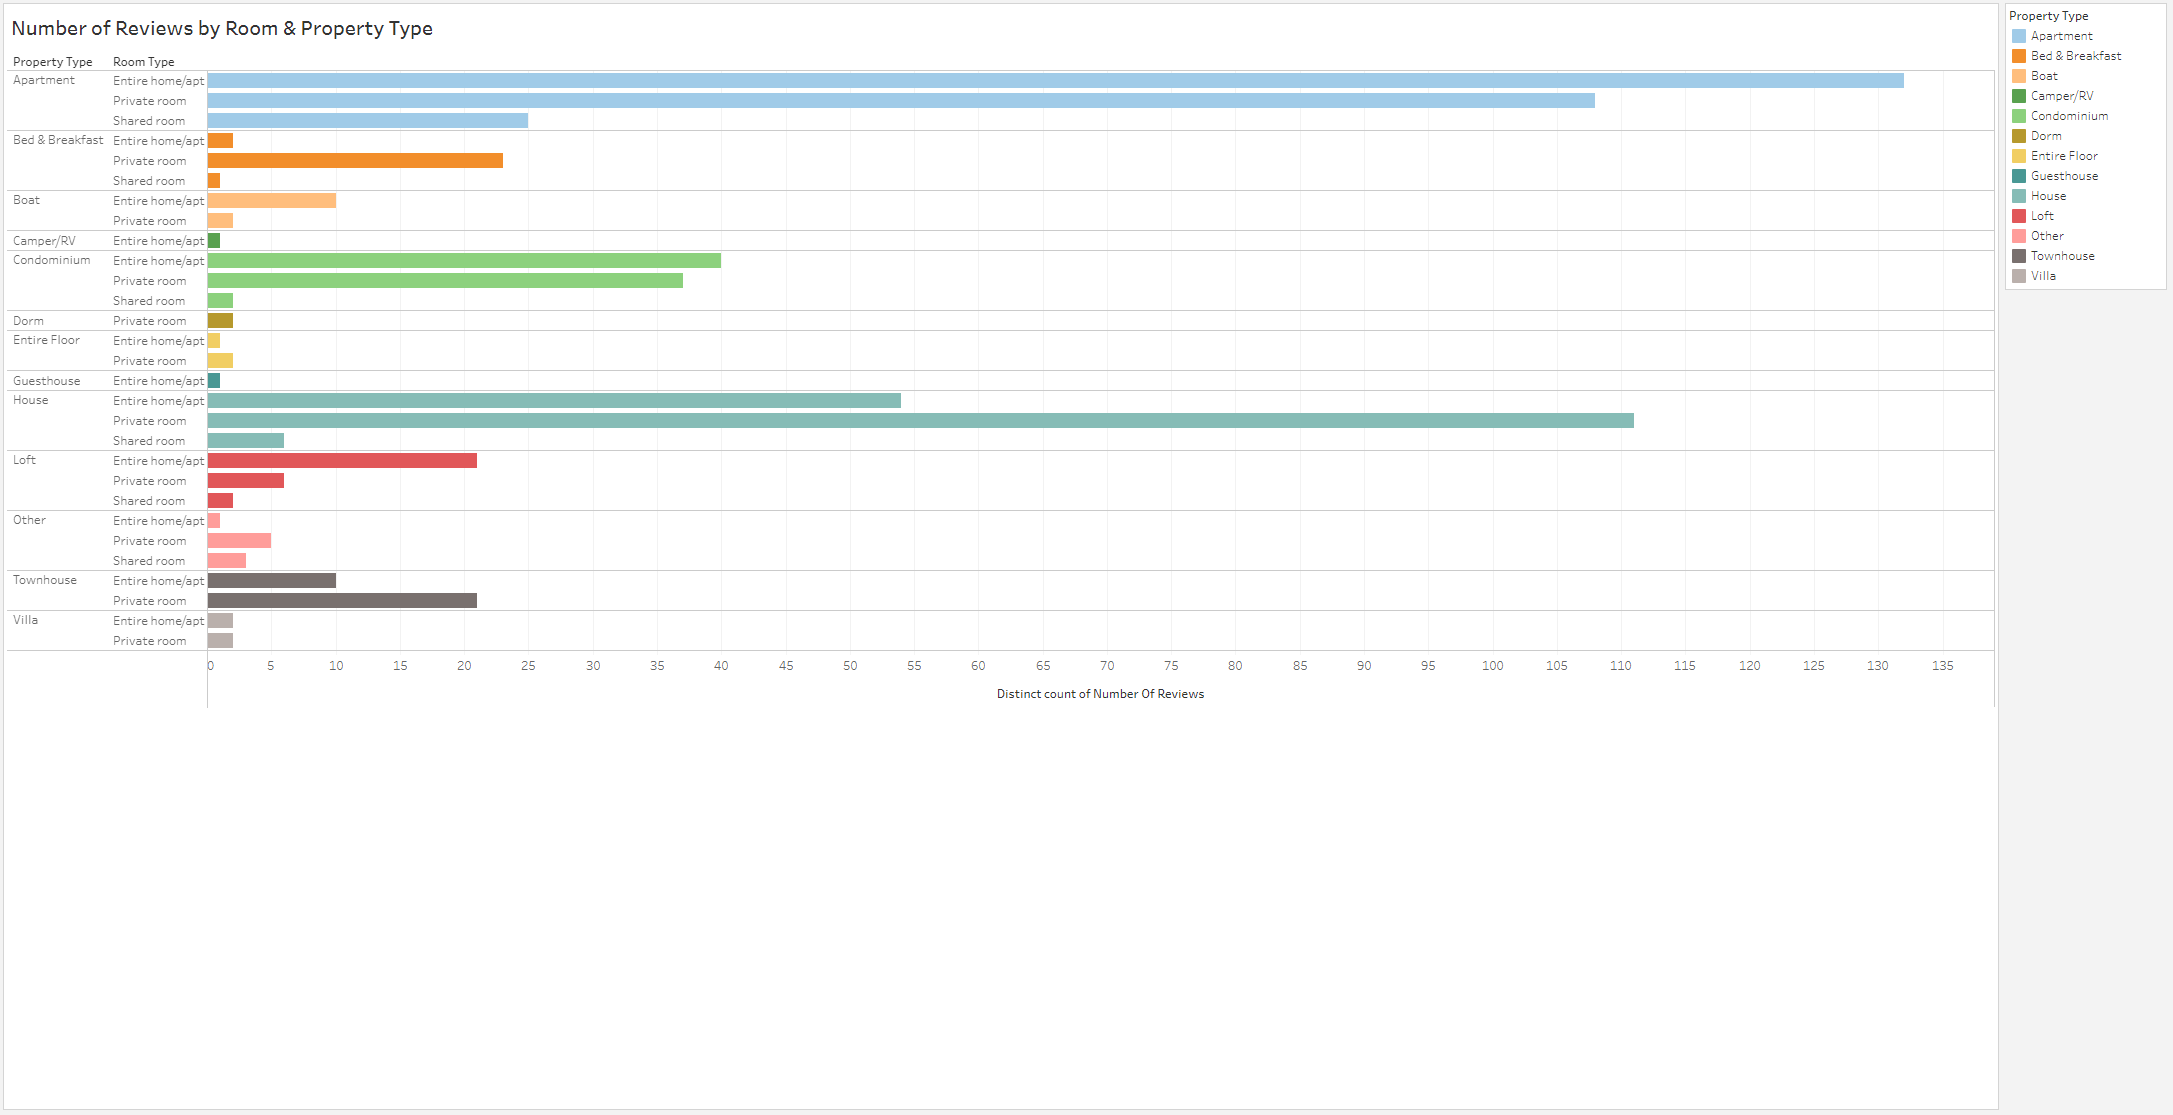 Number of Reviews by Room & Property Type
Property Type Room Type
Apartment Entire home/apt
Private room
Shared room
Bed & Breakfast Entire home/apt
Private room
Shared room
Boat Entire home/apt
Private room
Camper/RV Entire home/apt
Condominium Entire home/apt
Private room
Shared room
Dorm Private room
Entire Floor Entire home/apt
Private room
Guesthouse Entire home/apt
House Entire home/apt
Private room
Shared room
Loft Entire home/apt
Private room
Shared room
Other Entire home/apt
Private room
Shared room
Townhouse Entire home/apt
Private room
Villa Entire home/apt
Private room
0 5 10 15 20 25 30 35 40 45 50 55 60 65 70 75 80 85 90 95 100 105 110 115 120 125 130 135
Distinct count of Number Of Reviews
Property Type
Apartment
Bed & Breakfast
Boat
Camper/RV
Condominium
Dorm
Entire Floor
Guesthouse
House
Loft
Other
Townhouse
Villa